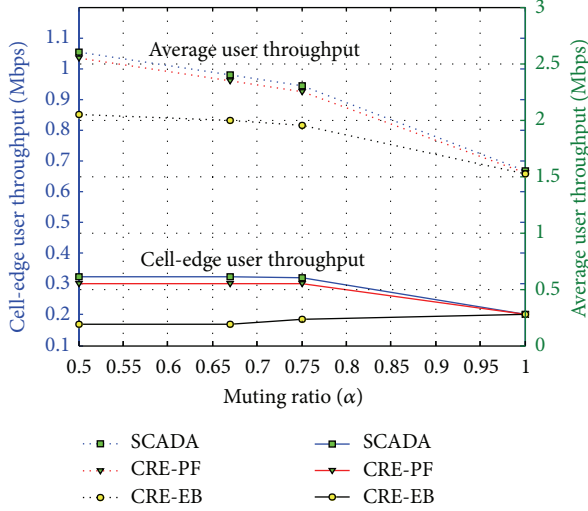 Cell-edge user throughput (Mbps)
1.1
1
0.9
0.8
0.7
0.6
0.5
0.4
0.3
0.2
0.1
Average user throughput
Cell-edge user throughput
3
2.5
2
1.5
1
0.5
0
Average user throughput (Mbps)
0.5 0.55 0.6 0.65 0.7 0.75 0.8 0.85 0.9 0.95 1
Muting ratio (α)
SCADA SCADA
CRE-PF CRE-PF
CRE-EB CRE-EB